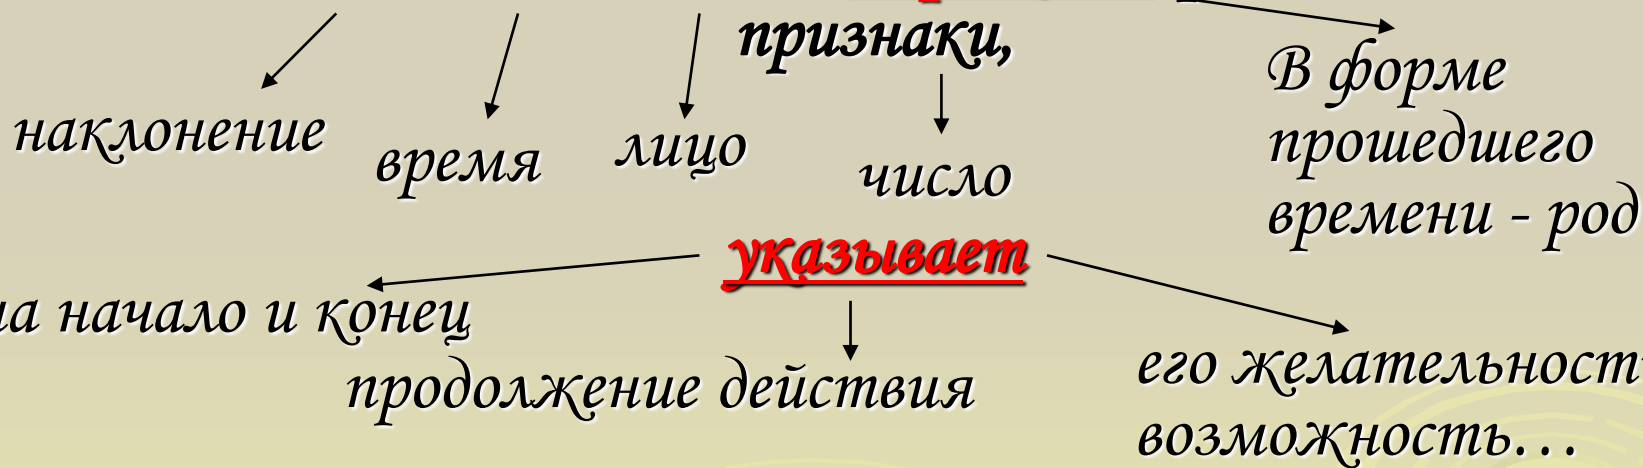 признаки,
наклонение
время
лицо
число
В форме
прошедшего
времени - род
указывает
на начало и конец
продолжение действия
его желательность
возможность…